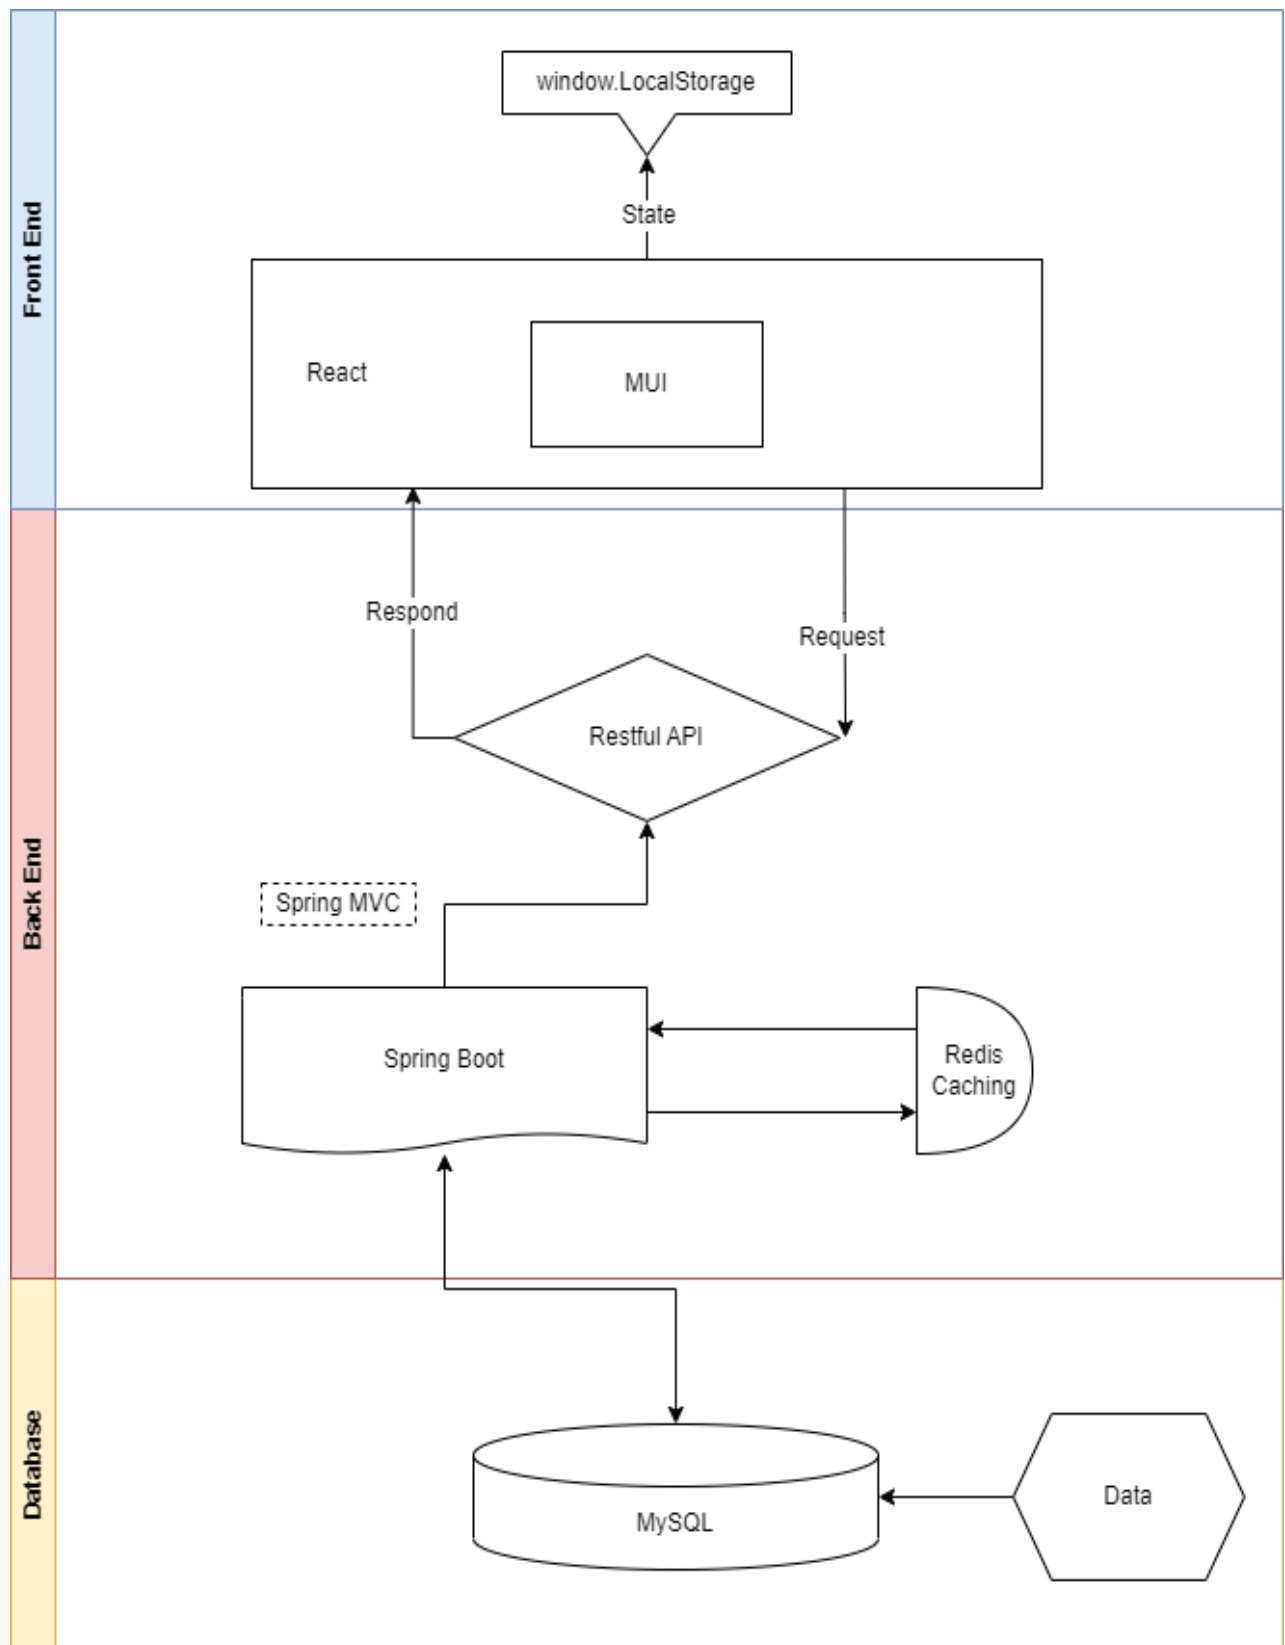 Front End
window.LocalStorage
State
React
MUI
Back End
Respond
Request
Restful API
Spring MVC
Spring Boot
Redis
Caching
Database
MySQL
Data